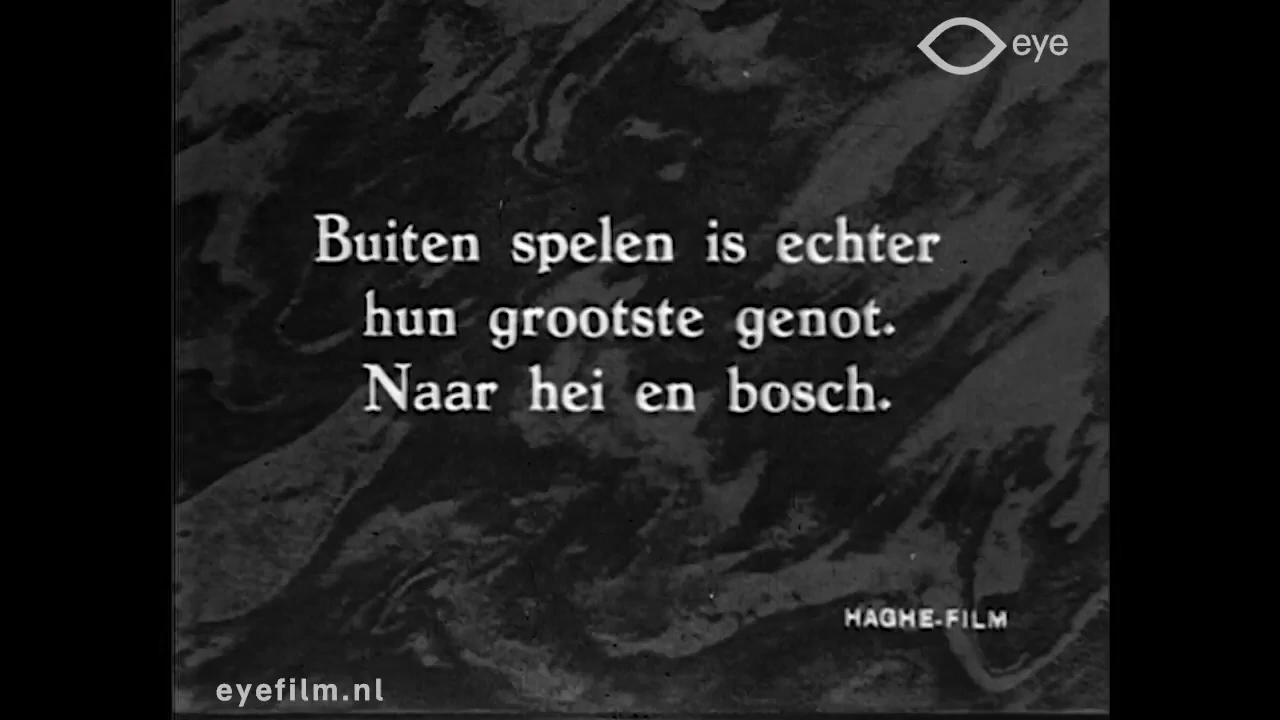 eye
Buiten spelen is echter
hun grootste genot.
Naar hei en bosch.
HAGHE-FILM
eyefilm.nl